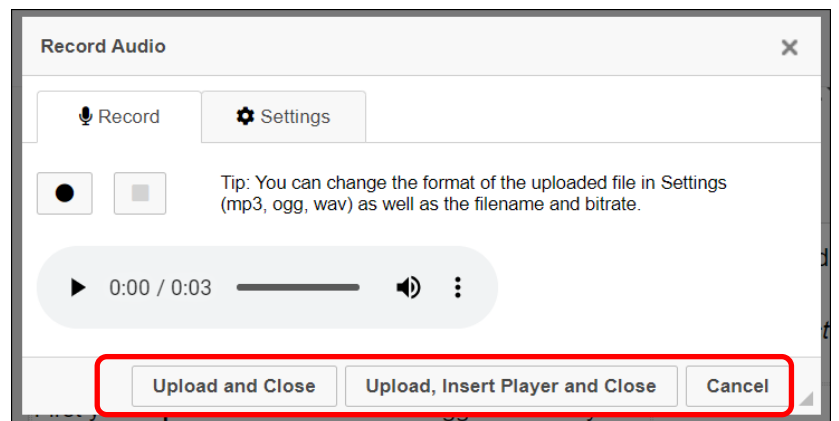 Record Audio
Record
Settings
Tip: You can change the format of the uploaded file in Settings
(mp3, ogg, wav) as well as the filename and bitrate.
0:00 / 0:03
Upload and Close
Upload, Insert Player and Close
Cancel